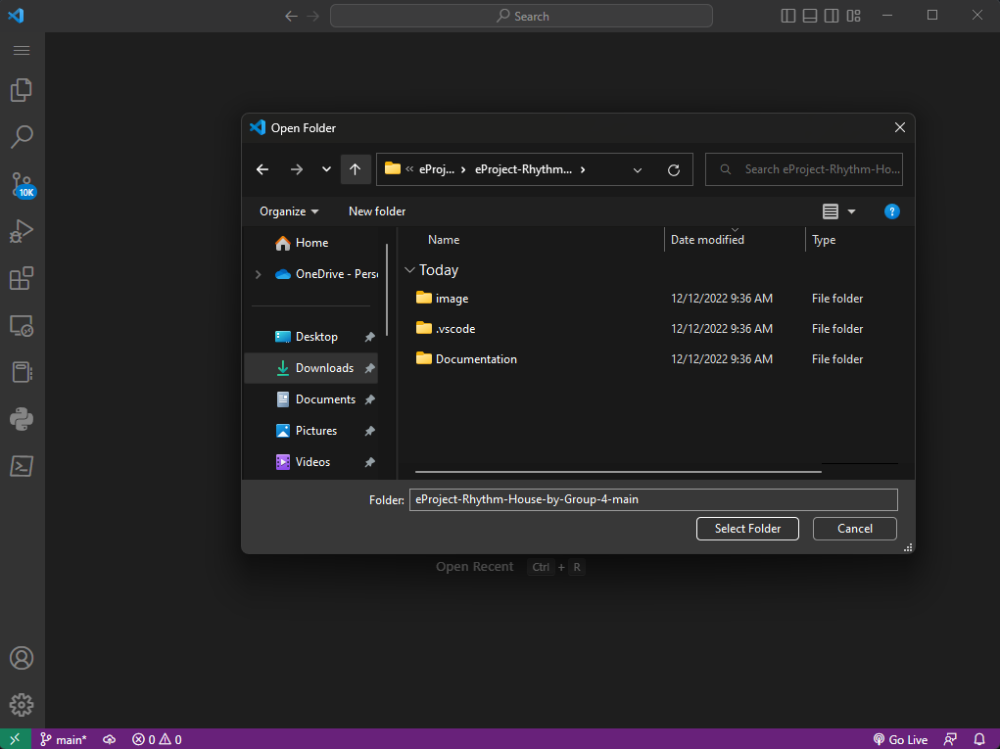 Search
Open Folder
« eProj... > eProject-Rhythm... >
Search eProject-Rhythm-Ho...
Organize
New folder
?
Home
OneDrive - Perso
Desktop
Downloads
Documents
Pictures
Videos
Name
Date modified
Type
Today
image 12/12/2022 9:36 AM File folder
.vscode 12/12/2022 9:36 AM File folder
Documentation 12/12/2022 9:36 AM File folder
Folder: eProject-Rhythm-House-by-Group-4-main
Select Folder
Cancel
Open Recent Ctrl + R
10K
main* 0 0
Go Live